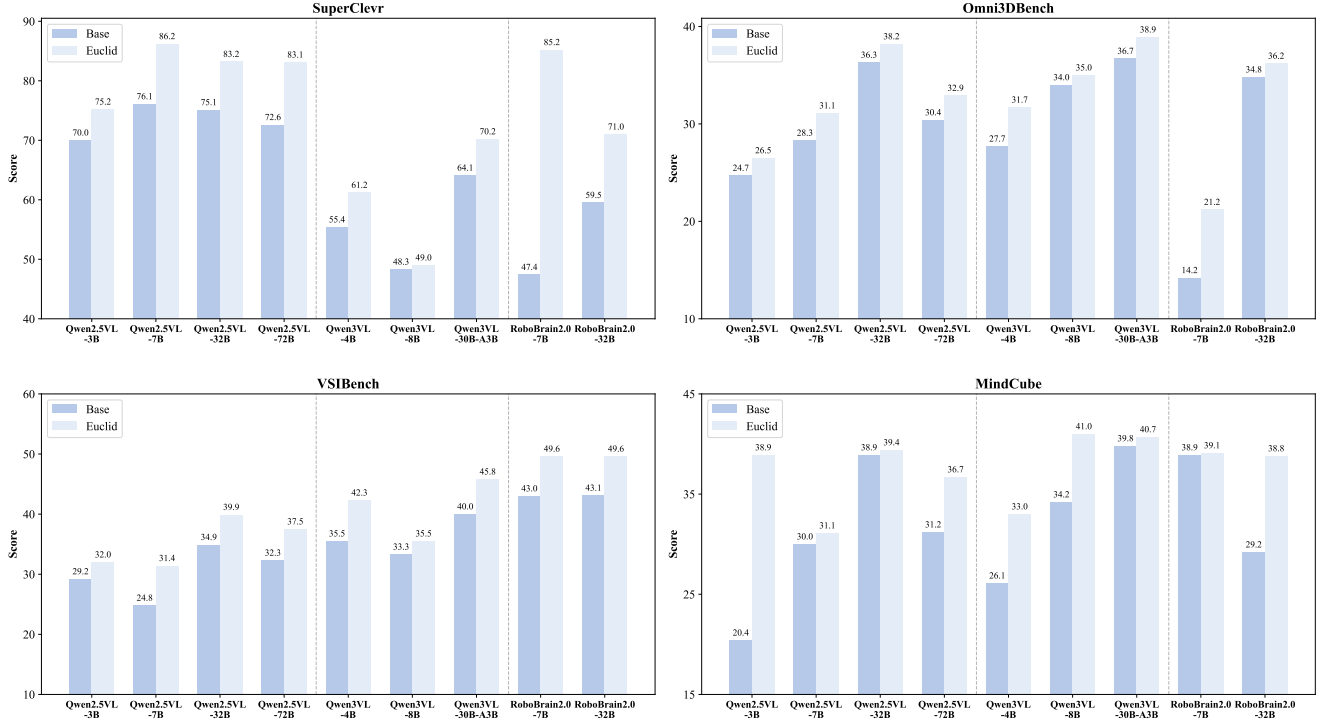 SuperClevr
Base
Euclid
Score
90
80
70
60
50
40
70.0 75.2 76.1 86.2 75.1 83.2 72.6 83.1 55.4 61.2 48.3 49.0 64.1 70.2 47.4 85.2 59.5 71.0
Qwen2.5VL Qwen2.5VL Qwen2.5VL Qwen2.5VL Qwen3VL Qwen3VL Qwen3VL RoboBrain2.0 RoboBrain2.0
-3B -7B -32B -72B -4B -8B -30B-A3B -7B -32B
Omni3DBench
Base
Euclid
Score
40
30
20
10
24.7 26.5 28.3 31.1 36.3 38.2 30.4 32.9 27.7 31.7 34.0 35.0 36.7 38.9 14.2 21.2 34.8 36.2
Qwen2.5VL Qwen2.5VL Qwen2.5VL Qwen2.5VL Qwen3VL Qwen3VL Qwen3VL RoboBrain2.0 RoboBrain2.0
-3B -7B -32B -72B -4B -8B -30B-A3B -7B -32B
VSIBench
Base
Euclid
Score
60
50
40
30
20
10
29.2 32.0 24.8 31.4 34.9 39.9 32.3 37.5 35.5 42.3 33.3 35.5 40.0 45.8 43.0 49.6 43.1 49.6
Qwen2.5VL Qwen2.5VL Qwen2.5VL Qwen2.5VL Qwen3VL Qwen3VL Qwen3VL RoboBrain2.0 RoboBrain2.0
-3B -7B -32B -72B -4B -8B -30B-A3B -7B -32B
MindCube
Base
Euclid
Score
45
35
25
15
20.4 38.9 30.0 31.1 38.9 39.4 31.2 36.7 26.1 33.0 34.2 41.0 39.8 40.7 38.9 39.1 29.2 38.8
Qwen2.5VL Qwen2.5VL Qwen2.5VL Qwen2.5VL Qwen3VL Qwen3VL Qwen3VL RoboBrain2.0 RoboBrain2.0
-3B -7B -32B -72B -4B -8B -30B-A3B -7B -32B